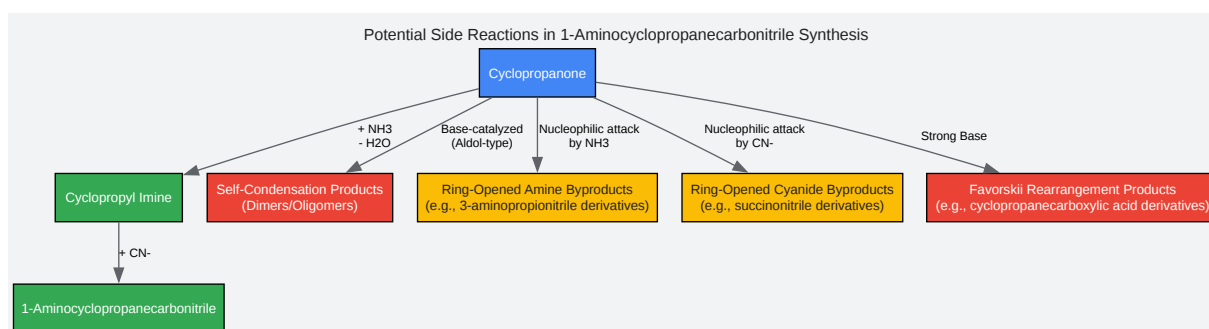 Potential Side Reactions in 1-Aminocyclopropanecarbonitrile Synthesis
Cyclopropanone
+ NH3
- H2O
Base-catalyzed
(Aldol-type)
Nucleophilic attack
by NH3
Nucleophilic attack
by CN-
Strong Base
Cyclopropyl Imine
Self-Condensation Products
(Dimers/Oligomers)
Ring-Opened Amine Byproducts
(e.g., 3-aminopropionitrile derivatives)
Ring-Opened Cyanide Byproducts
(e.g., succinonitrile derivatives)
Favorskii Rearrangement Products
(e.g., cyclopropanecarboxylic acid derivatives)
+ CN-
1-Aminocyclopropanecarbonitrile